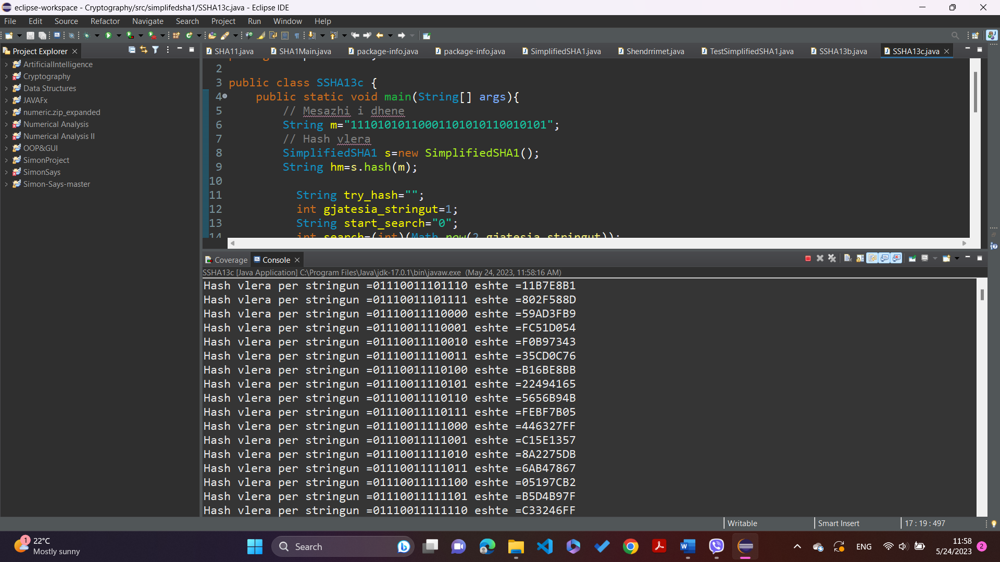 eclipse-workspace - Cryptography/src/simplifedsha1/SSHA13c.java - Eclipse IDE
File Edit Source Refactor Navigate Search Project Run Window Help
Project Explorer
ArtificialIntelligence
Cryptography
Data Structures
JAVAFx
numeric.zip_expanded
Numerical Analysis
Numerical Analysis II
OOP&GUI
SimonProject
SimonSays
Simon-Says-master
SHA11.java SHA1Main.java package-info.java package-info.java SimplifiedSHA1.java Shendrrimet.java TestSimplifiedSHA1.java SSHA13b.java SSHA13c.java
2
3 public class SSHA13c {
4 public static void main(String[] args){
5 // Mesazhi i dhene
6 String m="11101010110001101010110010101";
7 // Hash vlera
8 SimplifiedSHA1 s=new SimplifiedSHA1();
9 String hm=s.hash(m);
10
11 String try_hash="";
12 int gjatesia_stringut=1;
13 String start_search="0";
14 int search=(int)(Math.pow(2,gjatesia_stringut));
Coverage Console
SSHA13c [Java Application] C:\Program Files\Java\jdk-17.0.1\bin\javaw.exe (May 24, 2023, 11:58:16 AM)
Hash vlera per stringun =01110011101110 eshte =11B7E8B1
Hash vlera per stringun =01110011101111 eshte =802F588D
Hash vlera per stringun =01110011110000 eshte =59AD3FB9
Hash vlera per stringun =01110011110001 eshte =FC51D054
Hash vlera per stringun =01110011110010 eshte =F0B97343
Hash vlera per stringun =01110011110011 eshte =35CD0C76
Hash vlera per stringun =01110011110100 eshte =B16BE8BB
Hash vlera per stringun =01110011110101 eshte =22494165
Hash vlera per stringun =01110011110110 eshte =5656B94B
Hash vlera per stringun =01110011110111 eshte =FEBF7B05
Hash vlera per stringun =01110011111000 eshte =446327FF
Hash vlera per stringun =01110011111001 eshte =C15E1357
Hash vlera per stringun =01110011111010 eshte =8A2275DB
Hash vlera per stringun =01110011111011 eshte =6AB47867
Hash vlera per stringun =01110011111100 eshte =05197CB2
Hash vlera per stringun =01110011111101 eshte =B5D4B97F
Hash vlera per stringun =01110011111110 eshte =C33246FF
Writable Smart Insert 17 : 19 : 497
1 22°C
Mostly sunny
Search
ENG
11:58
5/24/2023
2